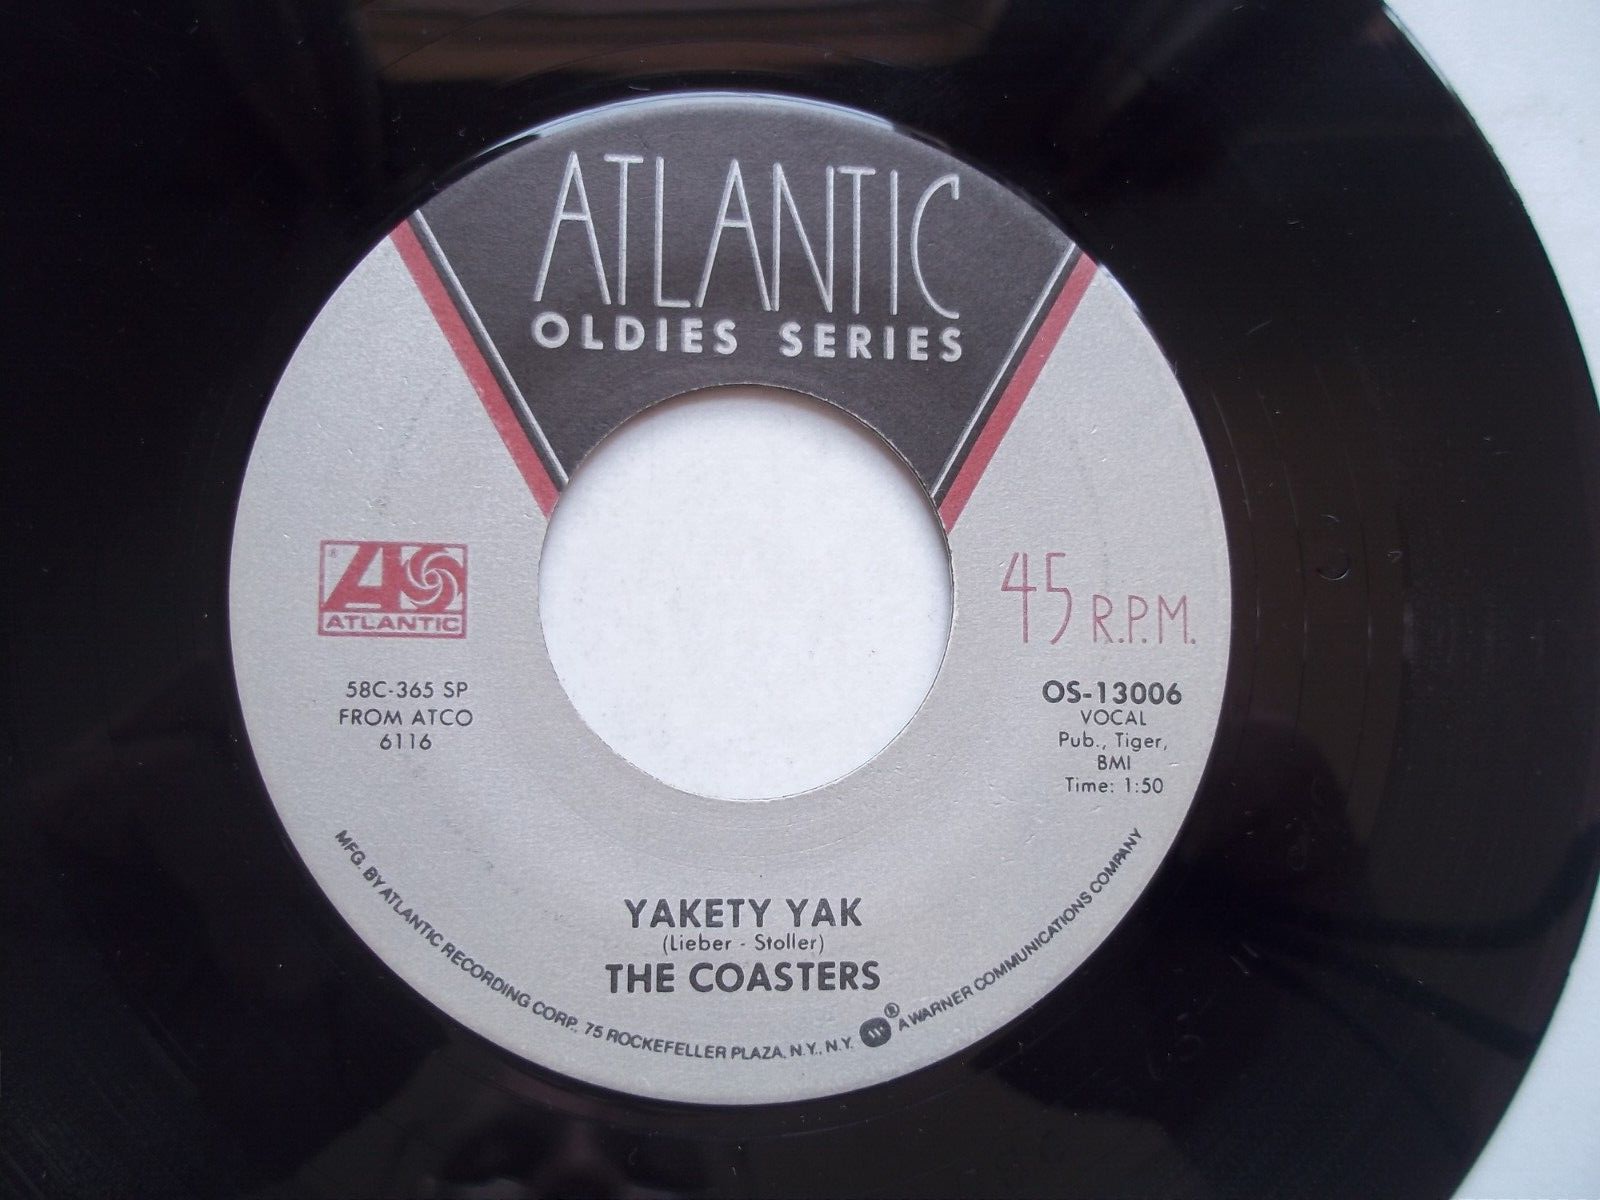 ATLANTIC
OLDIES SERIES
®
ATLANTIC
45 R.P.M.
58C-365 SP
FROM ATCO
6116
OS-13006
VOCAL
Pub., Tiger,
BMI
Time: 1:50
YAKETY YAK
(Lieber - Stoller)
THE COASTERS
MFG. BY ATLANTIC RECORDING CORP., 75 ROCKEFELLER PLAZA, N.Y., N.Y. ® A WARNER COMMUNICATIONS COMPANY